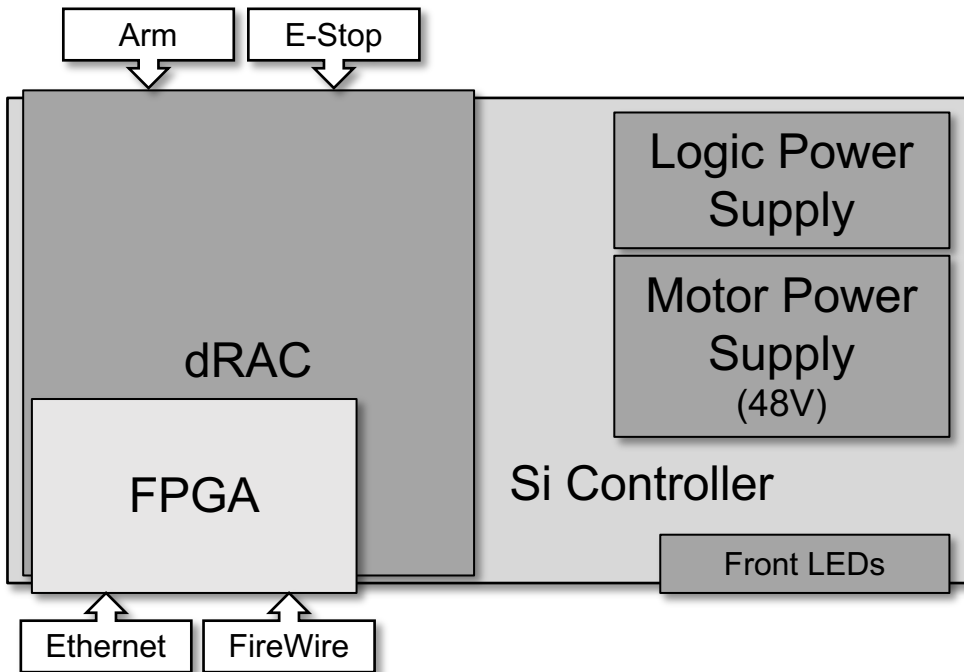 Arm
E-Stop
Logic Power
Supply
Motor Power
Supply
(48V)
dRAC
FPGA
Si Controller
Front LEDs
Ethernet
FireWire